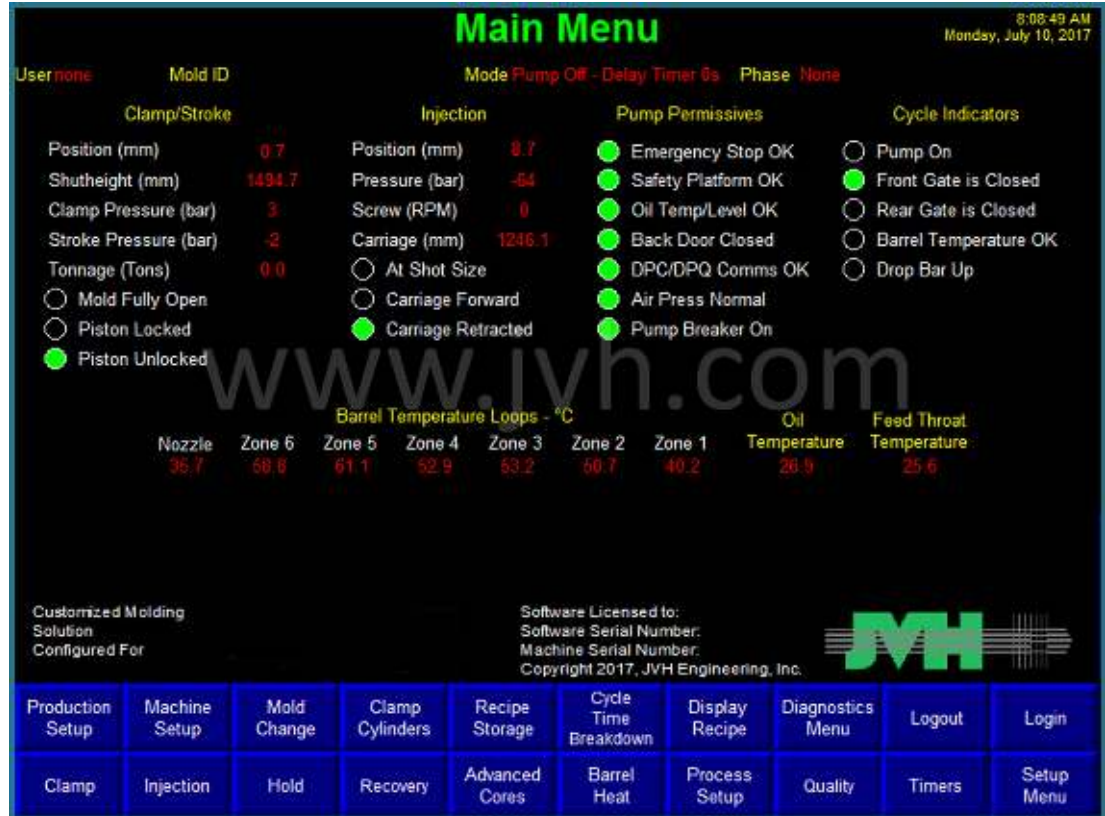 Main Menu
8:08:49 AM
Monday, July 10, 2017
User none Mold ID Mode Pump Off - Delay Timer 6s Phase None
Clamp/Stroke Injection Pump Permissives Cycle Indicators
Position (mm) 0.7 Position (mm) 8.7 Emergency Stop OK Pump On
Shutheight (mm) 1494.7 Pressure (bar) -64 Safety Platform OK Front Gate is Closed
Clamp Pressure (bar) 3 Screw (RPM) 0 Oil Temp/Level OK Rear Gate is Closed
Stroke Pressure (bar) -2 Carriage (mm) 1246.1 Back Door Closed Barrel Temperature OK
Tonnage (Tons) 0.0 At Shot Size DPC/DPQ Comms OK Drop Bar Up
Mold Fully Open Carriage Forward Air Press Normal
Piston Locked Carriage Retracted Pump Breaker On
Piston Unlocked
www.jvh.com
Barrel Temperature Loops - °C Oil Feed Throat
Nozzle Zone 6 Zone 5 Zone 4 Zone 3 Zone 2 Zone 1 Temperature Temperature
61.1 52.9 53.2 50.7 40.2 26.9 25.6
Customized Molding Software Licensed to:
Solution Software Serial Number:
Configured For Machine Serial Number:
Copyright 2017, JVH Engineering, Inc.
JVH
Production Setup Machine Setup Mold Change Clamp Cylinders Recipe Storage Cycle Time Breakdown Display Recipe Diagnostics Menu Logout Login
Clamp Injection Hold Recovery Advanced Cores Barrel Heat Process Setup Quality Timers Setup Menu